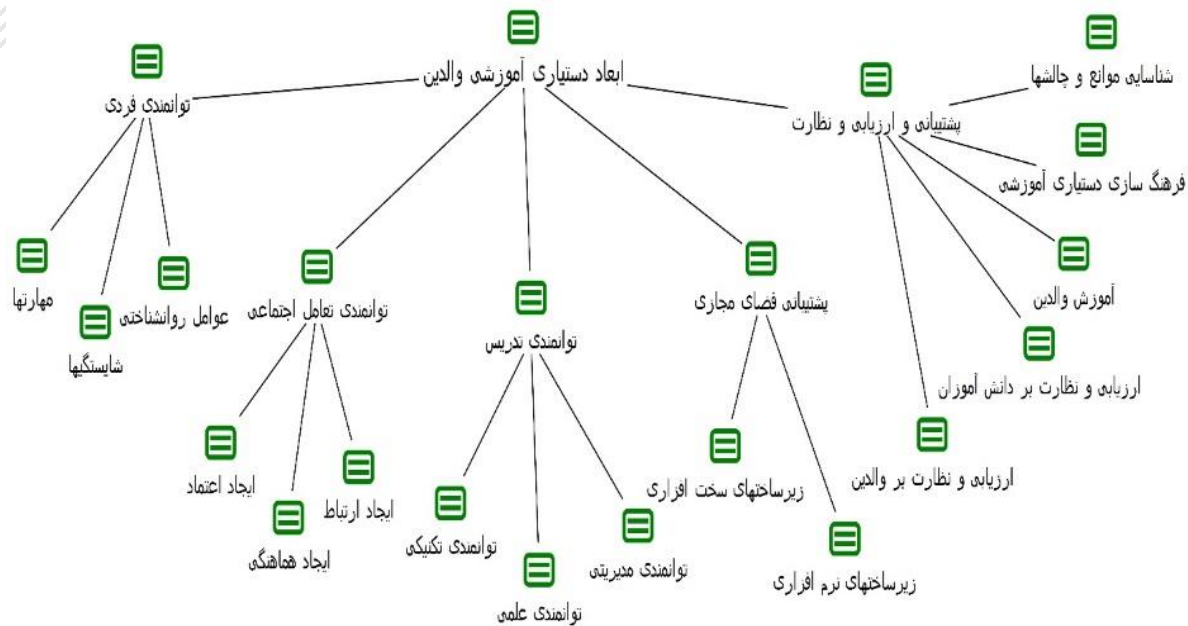 ابعاد دستیاری آموزشی والدین
پشتیبانی و ارزیابی و نظارت
شناسایی موانع و چالشها
فرهنگ سازی دستیاری آموزشی
آموزش والدین
ارزیابی و نظارت بر دانش آموزان
ارزیابی و نظارت بر والدین
پشتیبانی فضای مجازی
زیرساختهای سخت افزاری
زیرساختهای نرم افزاری
توانمندی تدریس
توانمندی مدیریتی
توانمندی علمی
توانمندی تکنیکی
توانمندی تعامل اجتماعی
ایجاد ارتباط
ایجاد هماهنگی
ایجاد اعتماد
توانمندی فردی
عوامل روانشناختی
شایستگیها
مهارتها